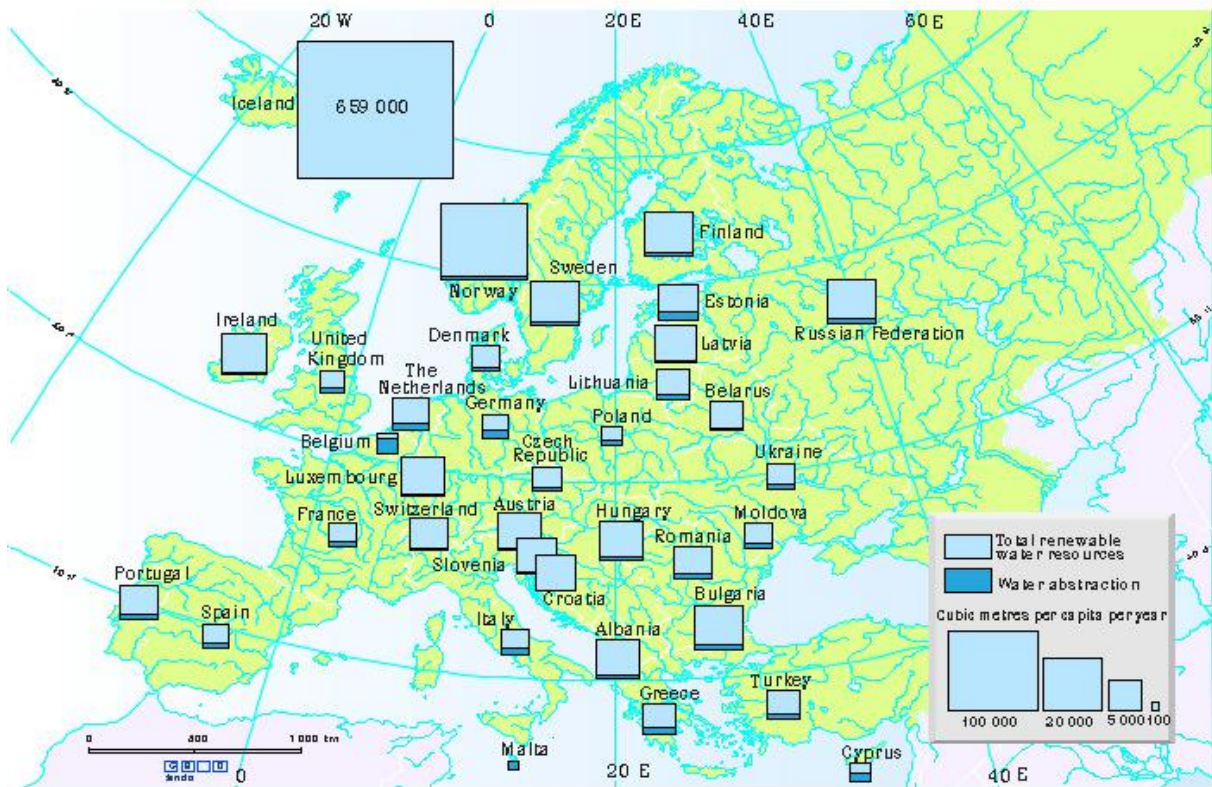 20 W
0
20 E
40 E
60 E
Iceland
659 000
Finland
Sweden
Norway
Estonia
Russian Federation
Ireland
United
Kingdom
Denmark
Latvia
The
Netherlands
Lithuania
Belarus
Germany
Poland
Belgium
Czech
Republic
Ukraine
Luxembourg
Switzerland
Austria
Hungary
Moldova
France
Romania
Slovenia
Croatia
Bulgaria
Portugal
Spain
Italy
Albania
Turkey
Greece
Malta
Cyprus
Total renewable
water resources
Water abstraction
Cubic metres per capita per year
100 000
20 000
5 000
100
0
500
1 000 km
0
20 E
40 E